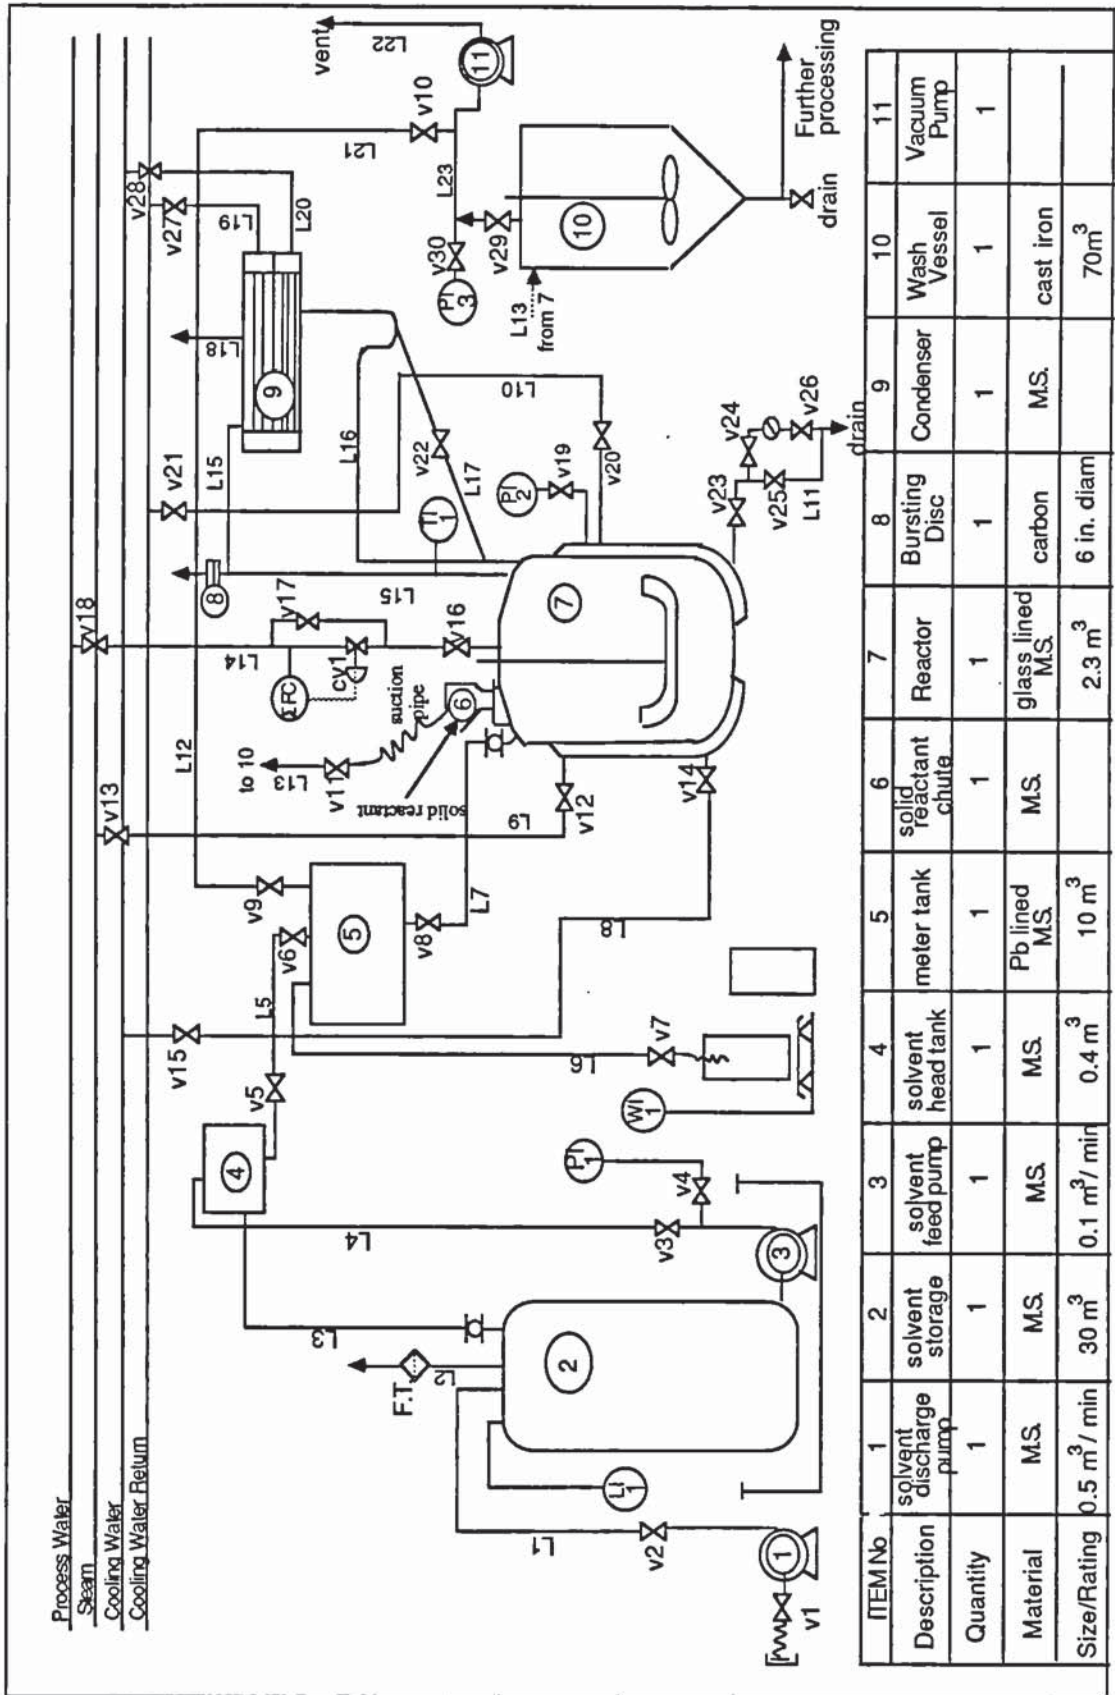 Process Water
Steam
Cooling Water
Cooling Water Return
v18
v13
v28
v27
v21
v15
L12
L14
L19
L20
L18
L15
L16
L17
L10
L21
L22
L23
vent
v10
11
v30
PI 3
v29
10
L13
from 7
drain
Further
processing
9
v22
TI 1
PI 2
v19
v20
8
v17
FRC
cv1
v16
L15
7
suction
pipe
6
solid reactant
to 10
L13
v11
L9
v12
v14
v23
v24
v25
v26
L11
drain
v9
v6
5
v8
L7
L8
L5
v5
4
L6
v7
WI 1
PI 1
v4
v3
L4
3
L3
F.T.
L2
2
LI 1
L1
v2
1
v1
ITEM No 1 2 3 4 5 6 7 8 9 10 11
Description solvent discharge pump solvent storage solvent feed pump solvent head tank meter tank solid reactant chute Reactor Bursting Disc Condenser Wash Vessel Vacuum Pump
Quantity 1 1 1 1 1 1 1 1 1 1 1
Material M.S. M.S. M.S. M.S. Pb lined M.S. M.S. glass lined M.S. carbon M.S. cast iron
Size/Rating 0.5 m³/ min 30 m³ 0.1 m³/ min 0.4 m³ 10 m³ 2.3 m³ 6 in. diam 70m³